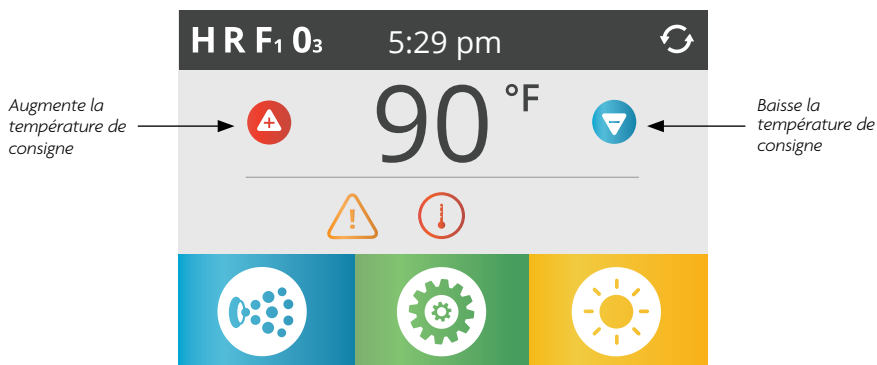 H R F₁ 0₃ 5:29 pm
Augmente la
température de
consigne
90 °F
Baisse la
température de
consigne